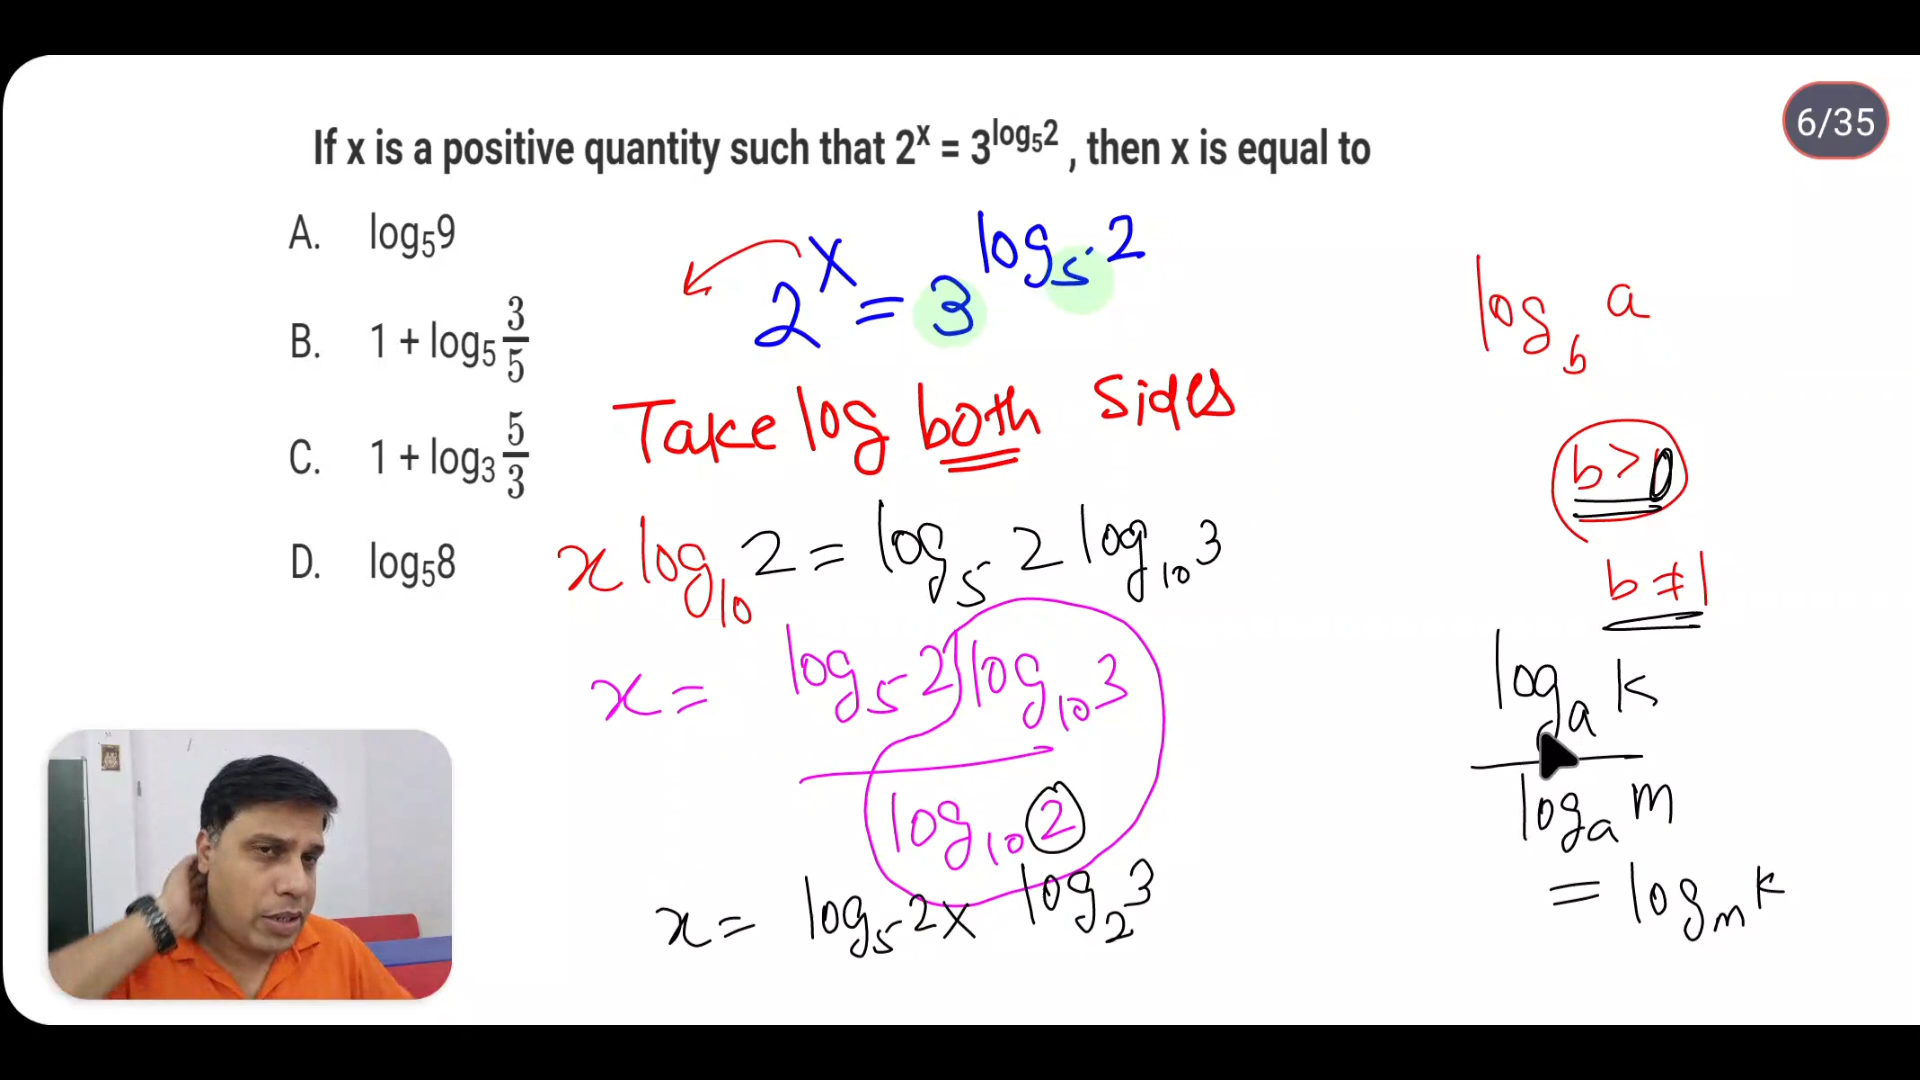 6/35
If x is a positive quantity such that 2^x = 3^log₅2 , then x is equal to
A. log₅9
B. 1 + log₅ 3/5
C. 1 + log₃ 5/3
D. log₅8
2^x = 3^log₅2
Take log both sides
x log₁₀ 2 = log₅ 2 log₁₀ 3
x = log₅ 2 log₁₀ 3
log₁₀ 2
x = log₅ 2 x log₂ 3
log_b a
b > 0
b ≠ 1
log_a k
log_a m
= log_m k